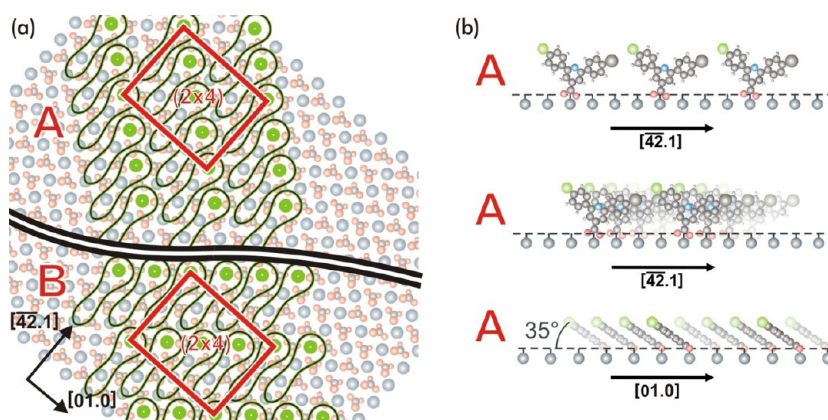 (a)
A
(2x4)
B
[4̅2̅.1]
(2x4)
[01.0]
(b)
A
[4̅2̅.1]
A
[4̅2̅.1]
A
35°
[01.0]